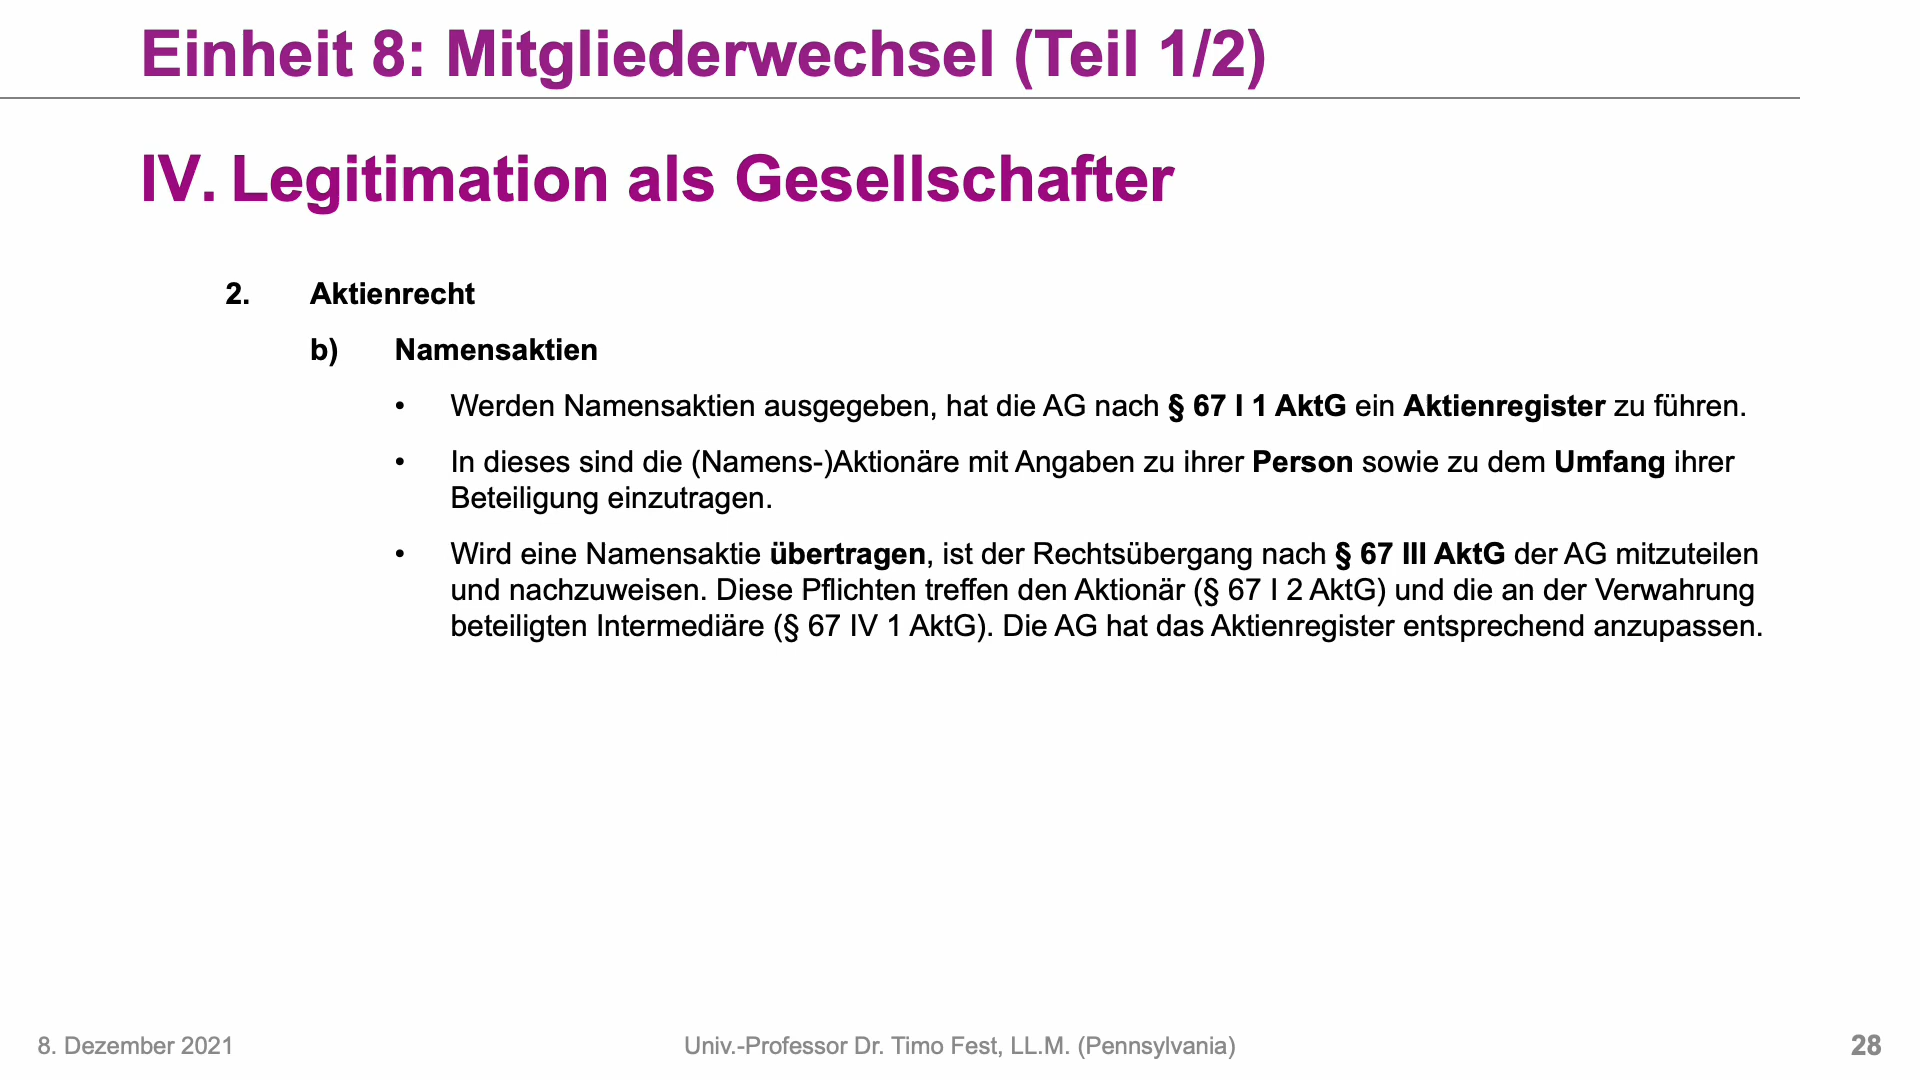 Einheit 8: Mitgliederwechsel (Teil 1/2)
IV. Legitimation als Gesellschafter
2. Aktienrecht
b) Namensaktien
• Werden Namensaktien ausgegeben, hat die AG nach § 67 I 1 AktG ein Aktienregister zu führen.
• In dieses sind die (Namens-)Aktionäre mit Angaben zu ihrer Person sowie zu dem Umfang ihrer
Beteiligung einzutragen.
• Wird eine Namensaktie übertragen, ist der Rechtsübergang nach § 67 III AktG der AG mitzuteilen
und nachzuweisen. Diese Pflichten treffen den Aktionär (§ 67 I 2 AktG) und die an der Verwahrung
beteiligten Intermediäre (§ 67 IV 1 AktG). Die AG hat das Aktienregister entsprechend anzupassen.
8. Dezember 2021
Univ.-Professor Dr. Timo Fest, LL.M. (Pennsylvania)
28